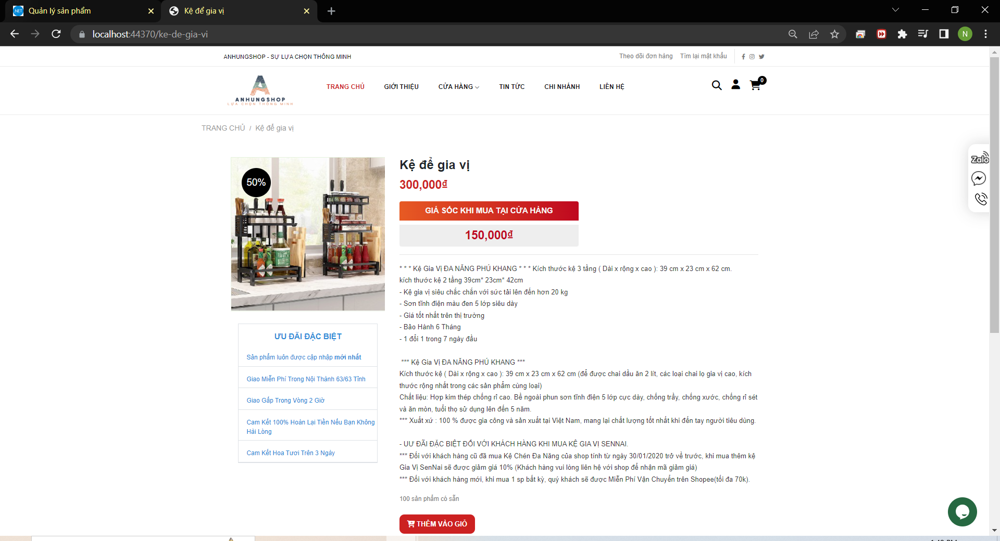 Quản lý sản phẩm
Kệ để gia vị
localhost:44370/ke-de-gia-vi
N
ANHUNGSHOP - SỰ LỰA CHỌN THÔNG MINH
Theo dõi đơn hàng
Tìm lại mật khẩu
ANHUNGSHOP
LỰA CHỌN THÔNG MINH
TRANG CHỦ
GIỚI THIỆU
CỬA HÀNG
TIN TỨC
CHI NHÁNH
LIÊN HỆ
0
TRANG CHỦ / Kệ để gia vị
Zalo
50%
Kệ để gia vị
300,000₫
GIÁ SỐC KHI MUA TẠI CỬA HÀNG
150,000₫
* * * Kệ Gia Vị ĐA NĂNG PHÚ KHANG * * * Kích thước kệ 3 tầng ( Dài x rộng x cao ): 39 cm x 23 cm x 62 cm.
kích thước kệ 2 tầng 39cm* 23cm* 42cm
- Kệ gia vị siêu chắc chắn với sức tải lên đến hơn 20 kg
- Sơn tĩnh điện màu đen 5 lớp siêu dày
- Giá tốt nhất trên thị trường
- Bảo Hành 6 Tháng
- 1 đổi 1 trong 7 ngày đầu
*** Kệ Gia Vị ĐA NĂNG PHÚ KHANG ***
Kích thước kệ ( Dài x rộng x cao ): 39 cm x 23 cm x 62 cm (để được chai dầu ăn 2 lít, các loại chai lọ gia vị cao, kích
thước rộng nhất trong các sản phẩm cùng loại)
Chất liệu: Hợp kim thép chống rỉ cao. Bề ngoài phun sơn tĩnh điện 5 lớp cực dày, chống trầy, chống xước, chống rỉ sét
và ăn mòn, tuổi thọ sử dụng lên đến 5 năm.
*** Xuất xứ : 100 % được gia công và sản xuất tại Việt Nam, mang lại chất lượng tốt nhất khi đến tay người tiêu dùng.
- UƯ ĐÃI ĐẶC BIỆT ĐỐI VỚI KHÁCH HÀNG KHI MUA KỆ GIA VỊ SENNAI.
*** Đối với khách hàng cũ đã mua Kệ Chén Đa Năng của shop tính từ ngày 30/01/2020 trở về trước, khi mua thêm kệ
Gia Vị SenNai sẽ được giảm giá 10% (Khách hàng vui lòng liên hệ với shop để nhận mã giảm giá)
*** Đối với khách hàng mới, khi mua 1 sp bất kỳ, quý khách sẽ được Miễn Phí Vận Chuyển trên Shopee(tối đa 70k).
100 sản phẩm có sẵn
THÊM VÀO GIỎ
ƯU ĐÃI ĐẶC BIỆT
Sản phẩm luôn được cập nhập mới nhất
Giao Miễn Phí Trong Nội Thành 63/63 Tỉnh
Giao Gấp Trong Vòng 2 Giờ
Cam Kết 100% Hoàn Lại Tiền Nếu Bạn Không
Hài Lòng
Cam Kết Hoa Tươi Trên 3 Ngày